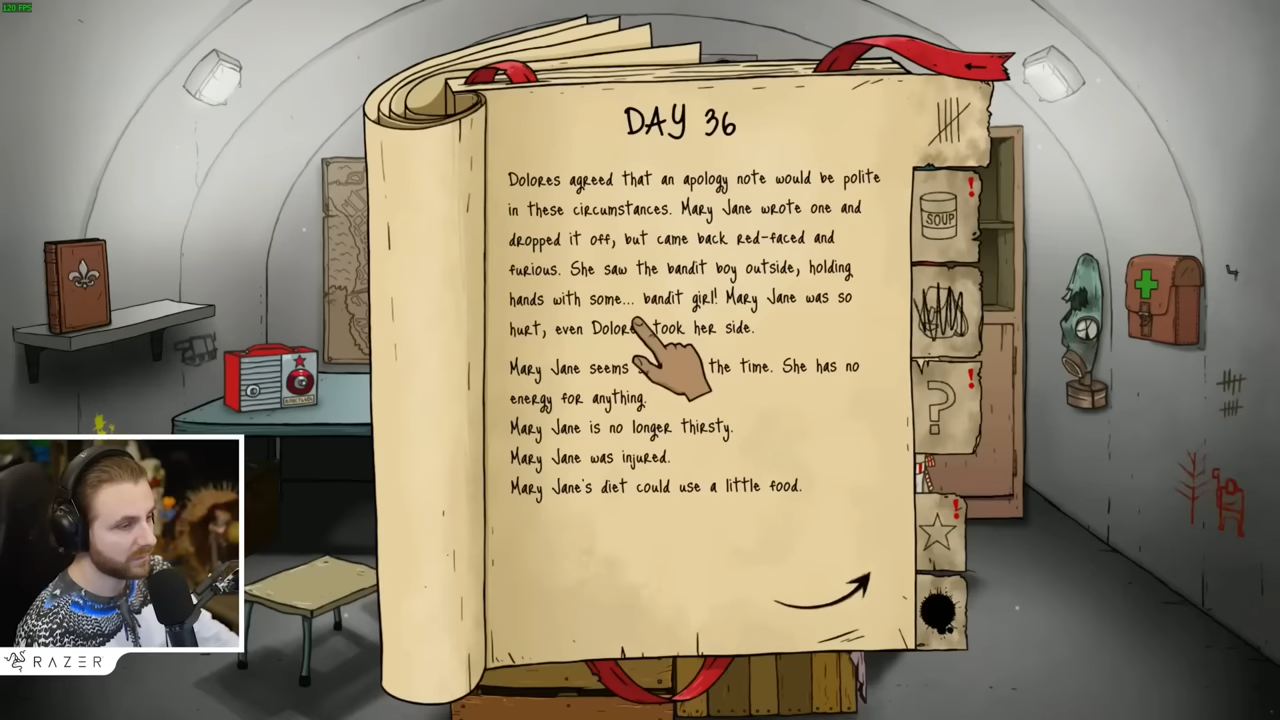 120 FPS
DAY 36
Dolores agreed that an apology note would be polite
in these circumstances. Mary Jane wrote one and
dropped it off, but came back red-faced and
furious. She saw the bandit boy outside, holding
hands with some... bandit girl! Mary Jane was so
hurt, even Dolores took her side.
Mary Jane seems the time. She has no
energy for anything.
Mary Jane is no longer thirsty.
Mary Jane was injured.
Mary Jane's diet could use a little food.
SOUP
!
?
!
!
RAZER